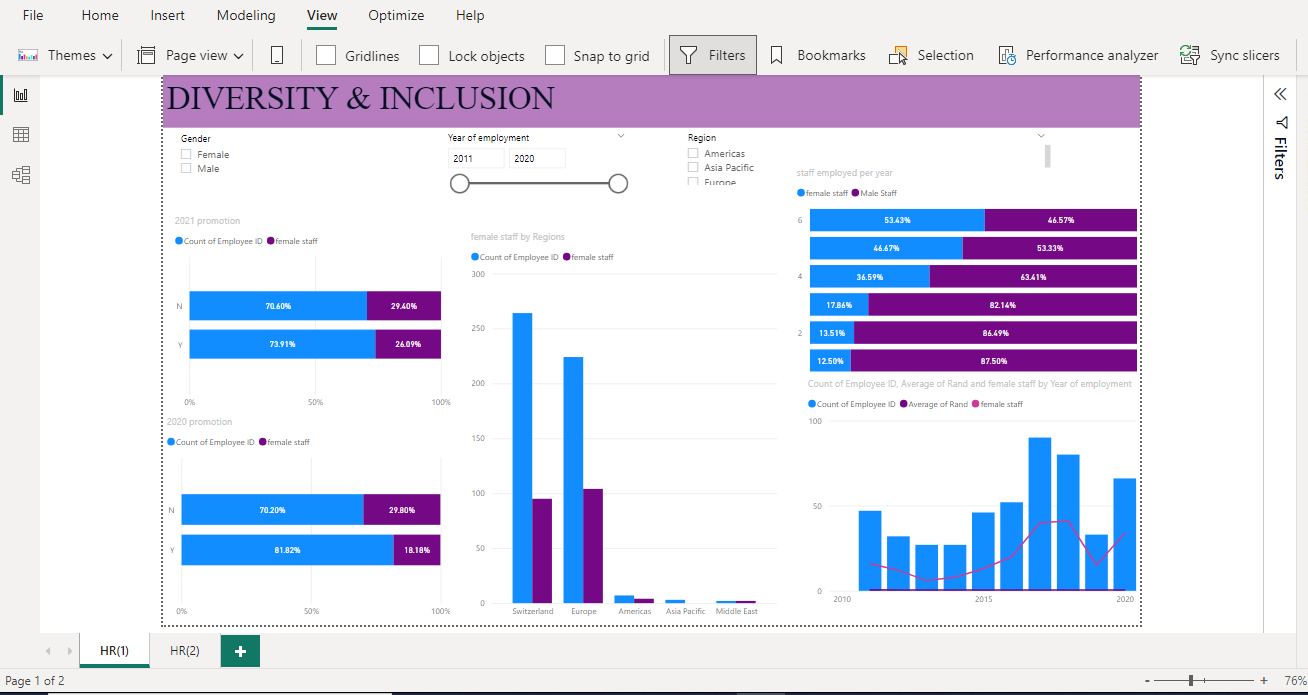 File Home Insert Modeling View Optimize Help
Themes Page view Gridlines Lock objects Snap to grid Filters Bookmarks Selection Performance analyzer Sync slicers
DIVERSITY & INCLUSION
Gender
Female
Male
Year of employment
2011 2020
Region
Americas
Asia Pacific
Europe
Filters
2021 promotion
Count of Employee ID female staff
N 70.60% 29.40%
Y 73.91% 26.09%
0% 50% 100%
2020 promotion
Count of Employee ID female staff
N 70.20% 29.80%
Y 81.82% 18.18%
0% 50% 100%
female staff by Regions
Count of Employee ID female staff
300
250
200
150
100
50
0
Switzerland Europe Americas Asia Pacific Middle East
staff employed per year
female staff Male Staff
6 53.43% 46.57%
46.67% 53.33%
4 36.59% 63.41%
17.86% 82.14%
2 13.51% 86.49%
12.50% 87.50%
Count of Employee ID, Average of Rand and female staff by Year of employment
Count of Employee ID Average of Rand female staff
100
50
0
2010 2015 2020
HR(1) HR(2)
Page 1 of 2
- + 76%